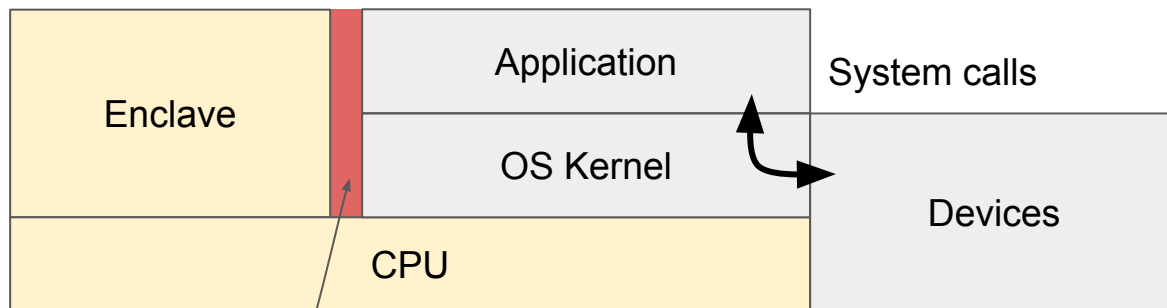 Application
System calls
Enclave
OS Kernel
Devices
CPU